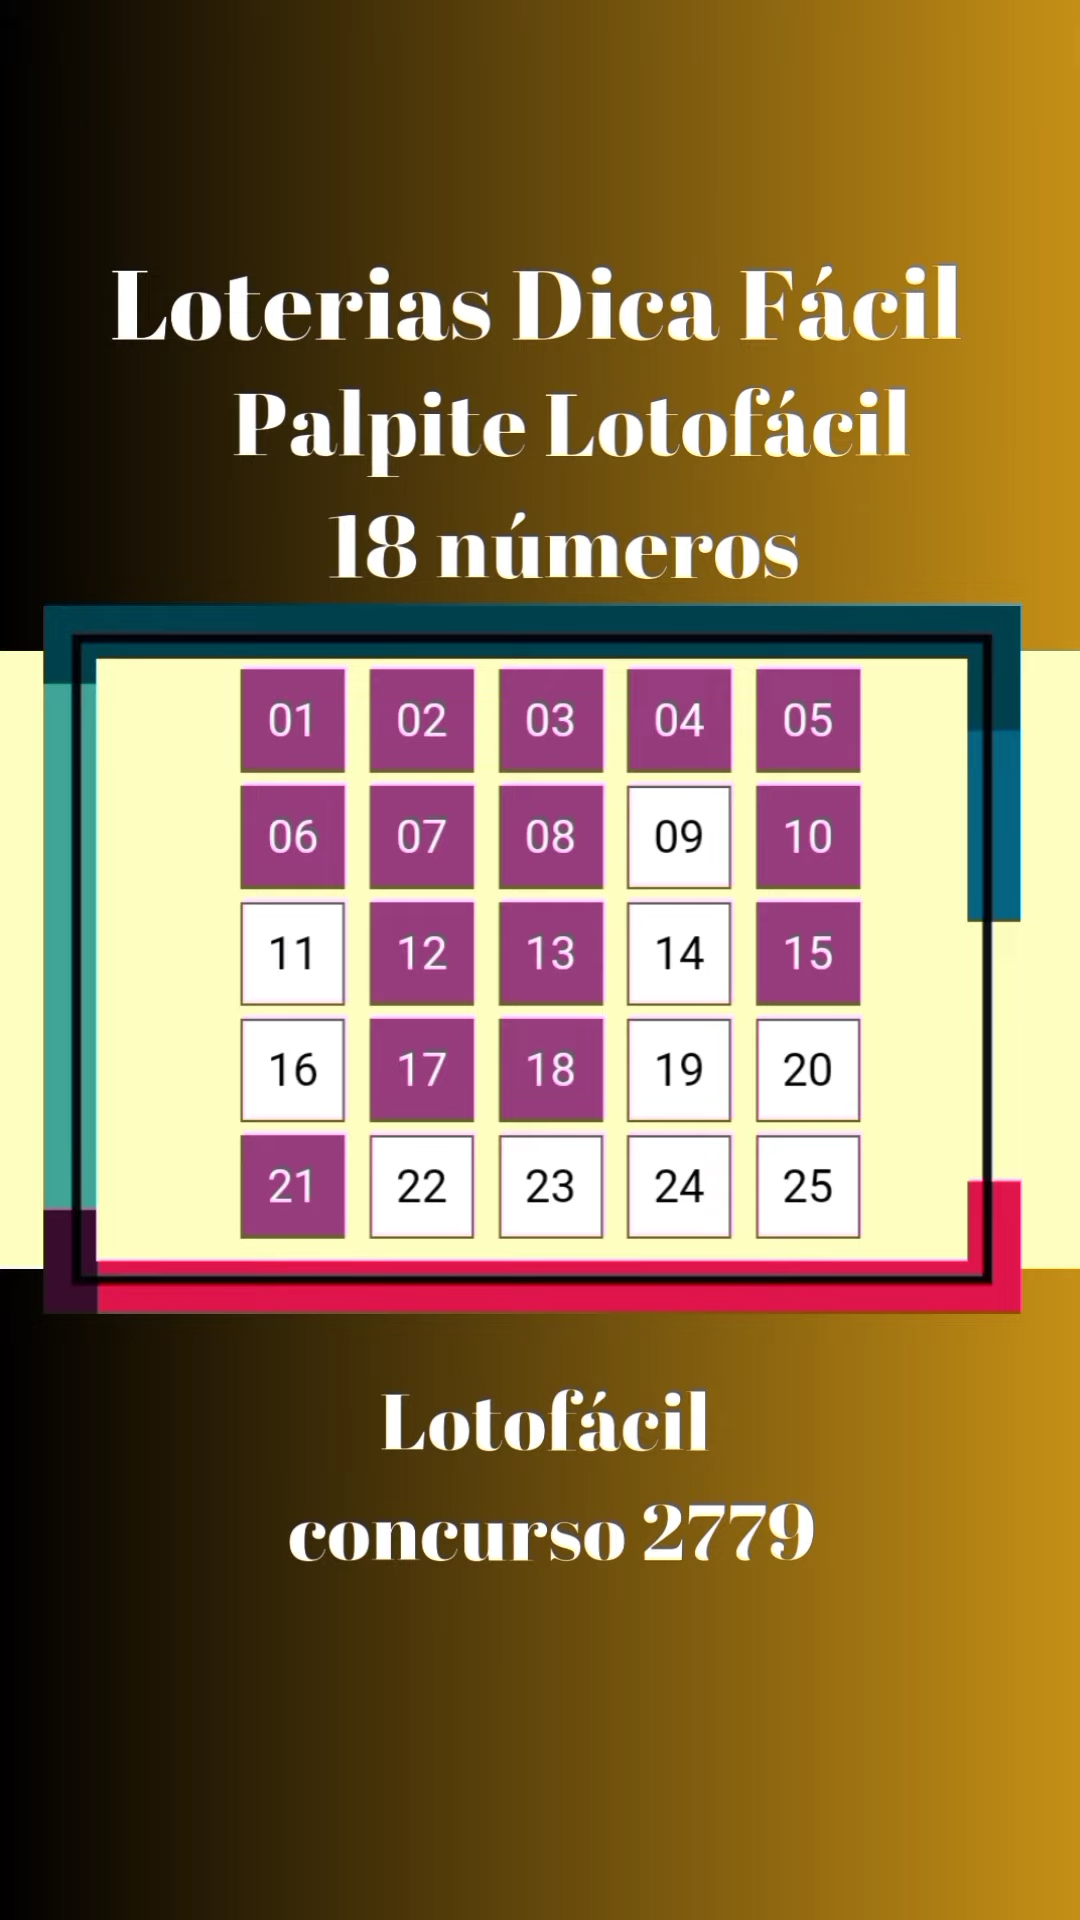 Loterias Dica Fácil
Palpite Lotofácil
18 números
01 02 03 04 05
06 07 08 09 10
11 12 13 14 15
16 17 18 19 20
21 22 23 24 25
Lotofácil
concurso 2779